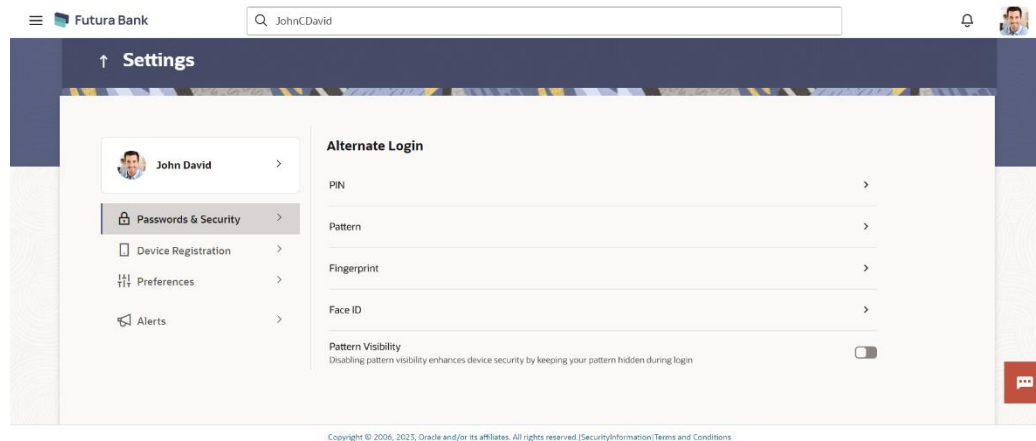 Futura Bank
JohnCDavid
Settings
John David
Passwords & Security
Device Registration
Preferences
Alerts
Alternate Login
PIN
Pattern
Fingerprint
Face ID
Pattern Visibility
Disabling pattern visibility enhances device security by keeping your pattern hidden during login
Copyright © 2006, 2023, Oracle and/or its affiliates. All rights reserved.|SecurityInformation|Terms and Conditions